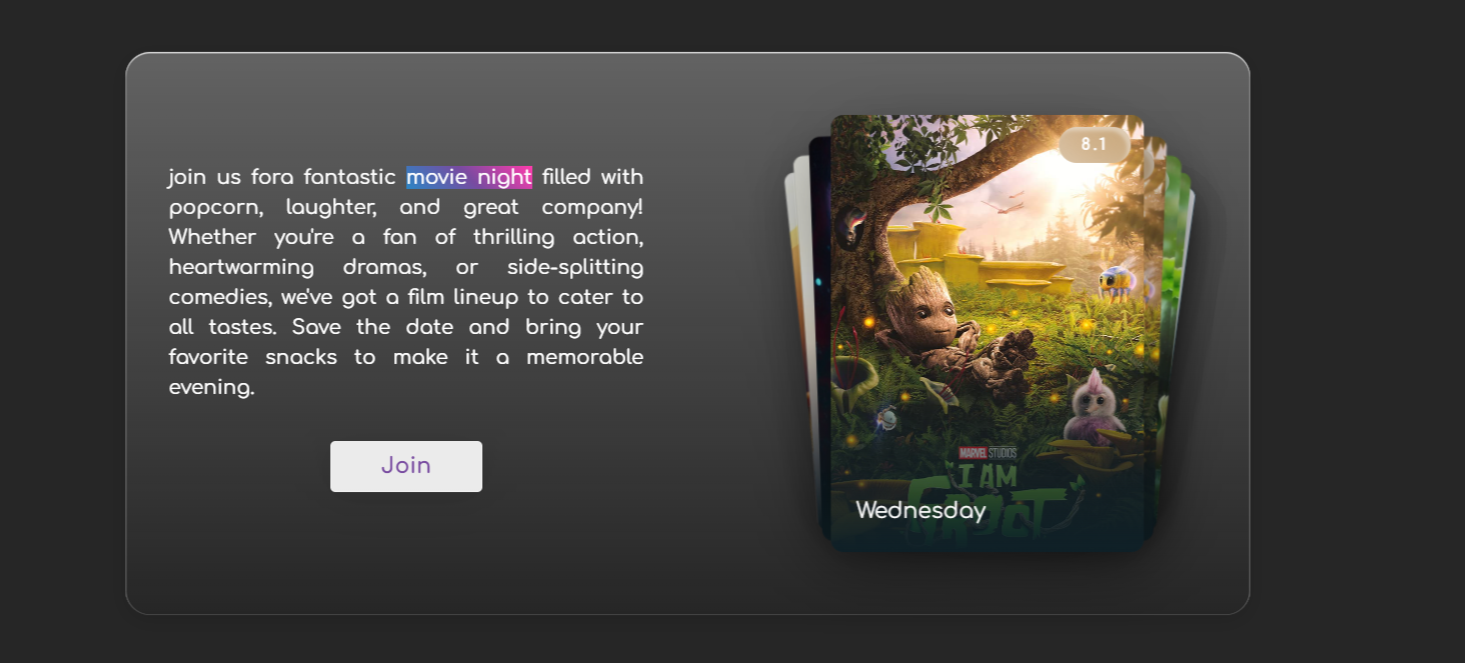 join us fora fantastic movie night filled with
popcorn, laughter, and great company!
Whether you're a fan of thrilling action,
heartwarming dramas, or side-splitting
comedies, we've got a film lineup to cater to
all tastes. Save the date and bring your
favorite snacks to make it a memorable
evening.
Join
8.1
MARVEL STUDIOS
I AM
GROOT
Wednesday